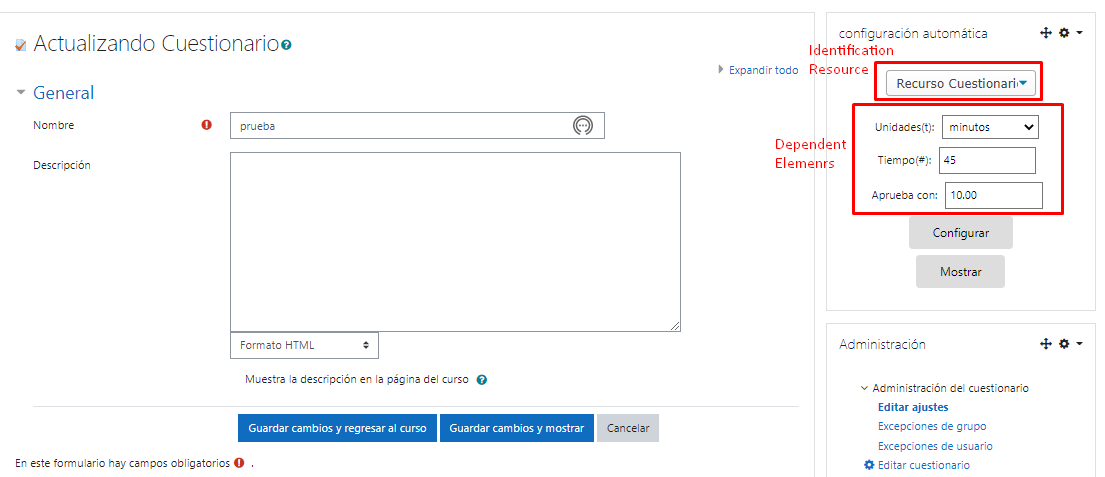 Actualizando Cuestionario
Expandir todo
General
Nombre
prueba
Descripción
Formato HTML
Muestra la descripción en la página del curso
Guardar cambios y regresar al curso
Guardar cambios y mostrar
Cancelar
En este formulario hay campos obligatorios .
configuración automática
Identification
Resource
Recurso Cuestionari
Dependent
Elemenrs
Unidades(t): minutos
Tiempo(#): 45
Aprueba con: 10.00
Configurar
Mostrar
Administración
Administración del cuestionario
Editar ajustes
Excepciones de grupo
Excepciones de usuario
Editar cuestionario